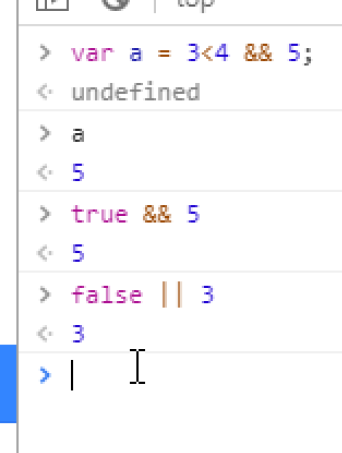 top
> var a = 3<4 && 5;
< undefined
> a
< 5
> true && 5
< 5
> false || 3
< 3
>